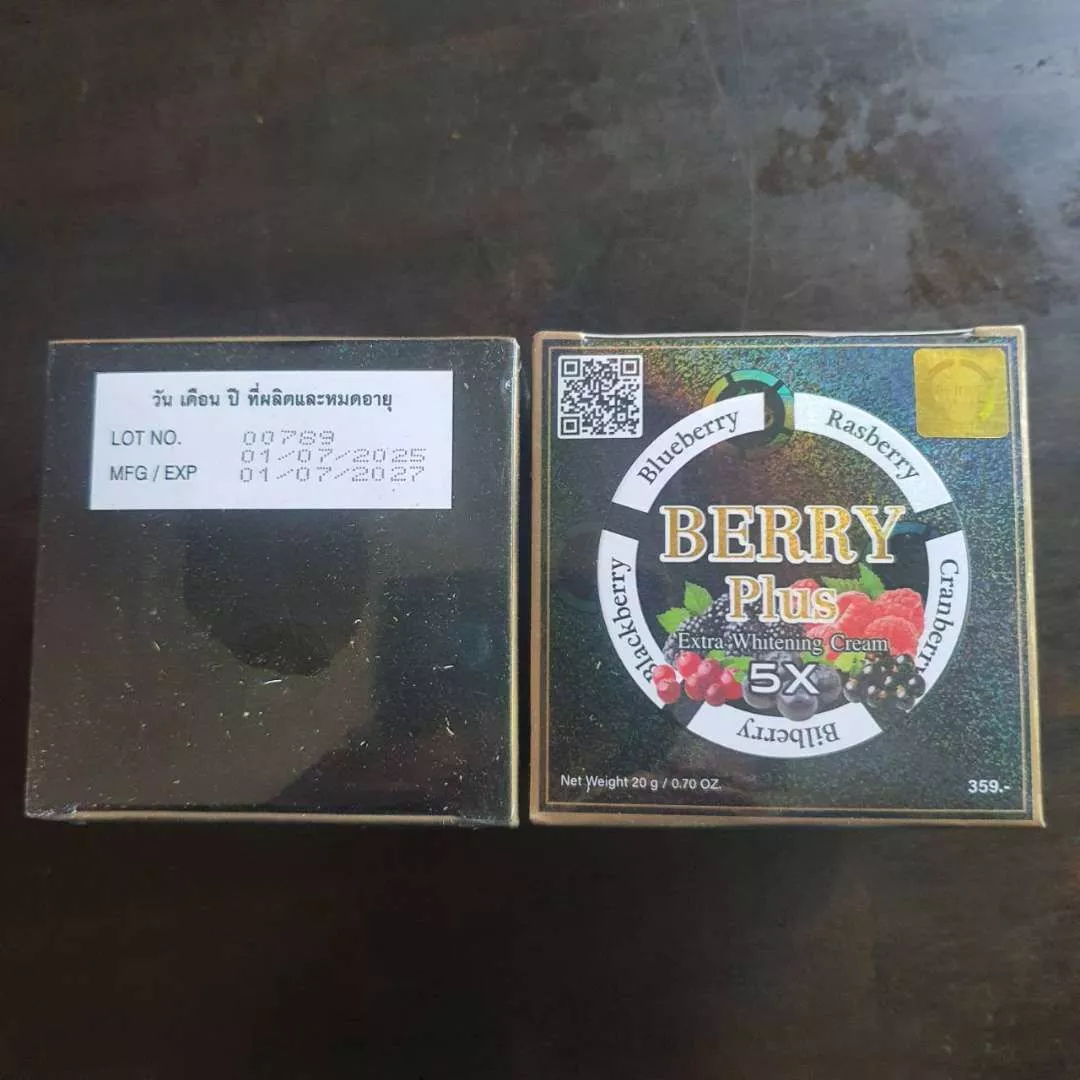 วัน เดือน ปี ที่ผลิตและหมดอายุ
LOT NO. 00789
01/07/2025
MFG / EXP 01/07/2027
Blueberry
Rasberry
Blackberry
Cranberry
Bilberry
BERRY
Plus
Extra Whitening Cream
5X
Net Weight 20 g / 0.70 OZ.
359.-